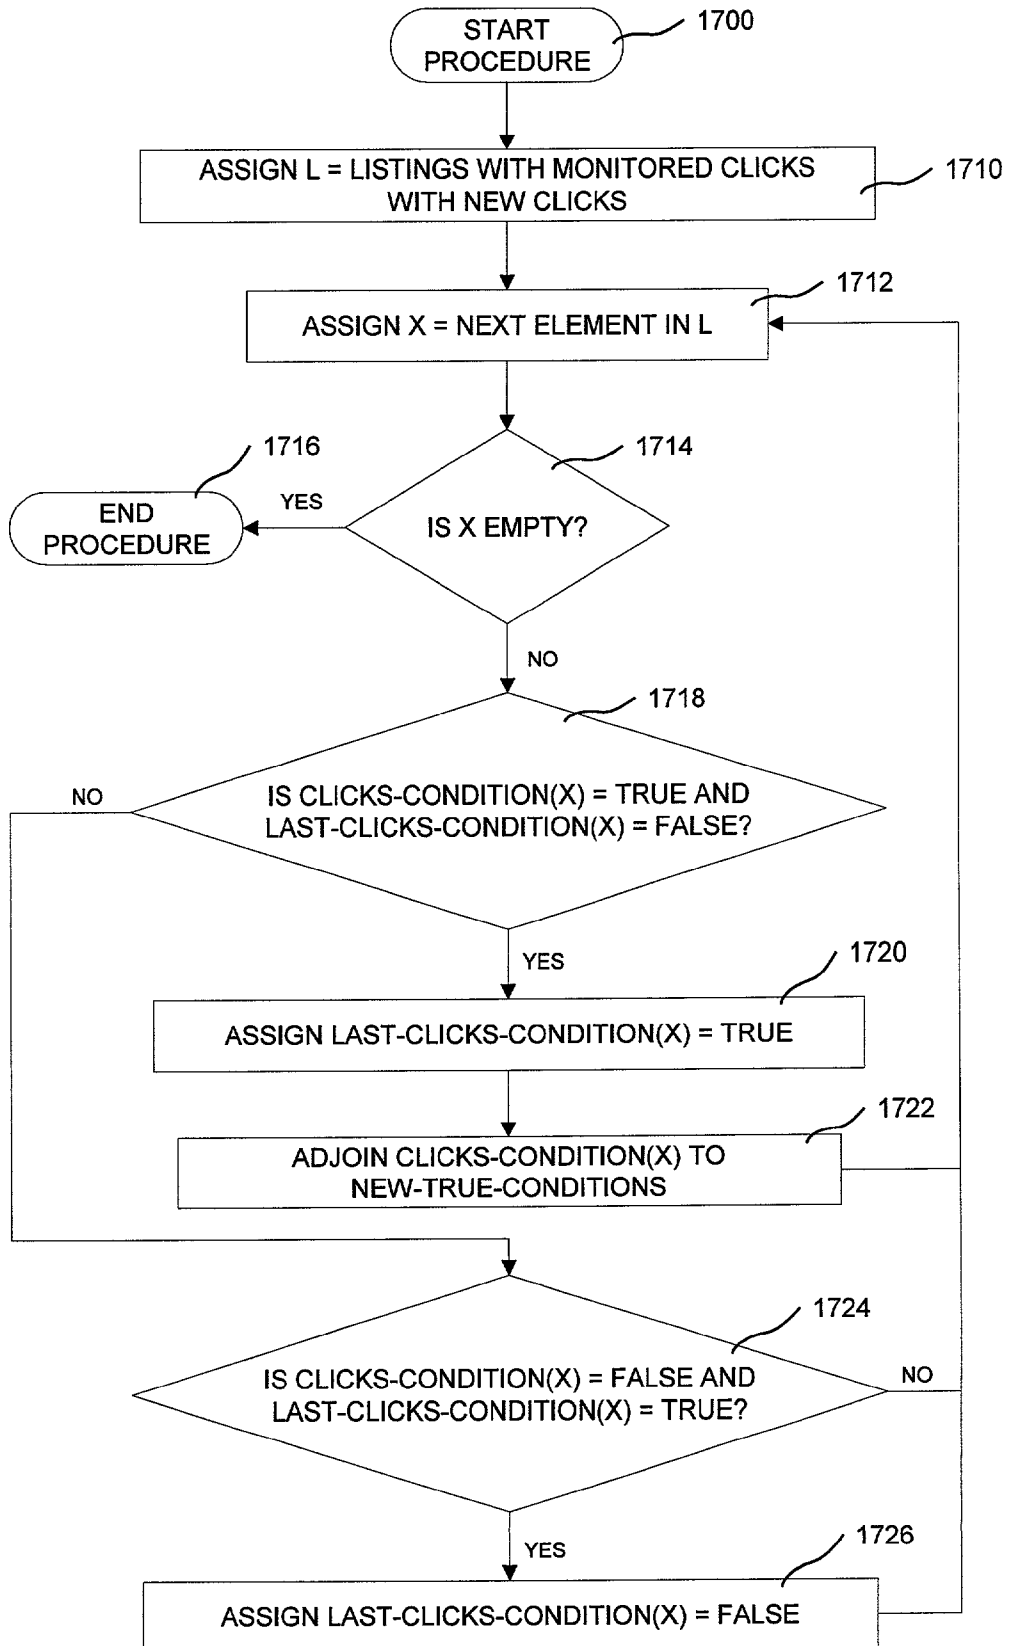 START
PROCEDURE
1700
ASSIGN L = LISTINGS WITH MONITORED CLICKS
WITH NEW CLICKS
1710
1712
ASSIGN X = NEXT ELEMENT IN L
1714
1716
YES
END
PROCEDURE
IS X EMPTY?
NO
1718
NO
IS CLICKS-CONDITION(X) = TRUE AND
LAST-CLICKS-CONDITION(X) = FALSE?
YES
1720
ASSIGN LAST-CLICKS-CONDITION(X) = TRUE
1722
ADJOIN CLICKS-CONDITION(X) TO
NEW-TRUE-CONDITIONS
1724
IS CLICKS-CONDITION(X) = FALSE AND
LAST-CLICKS-CONDITION(X) = TRUE?
NO
YES
1726
ASSIGN LAST-CLICKS-CONDITION(X) = FALSE